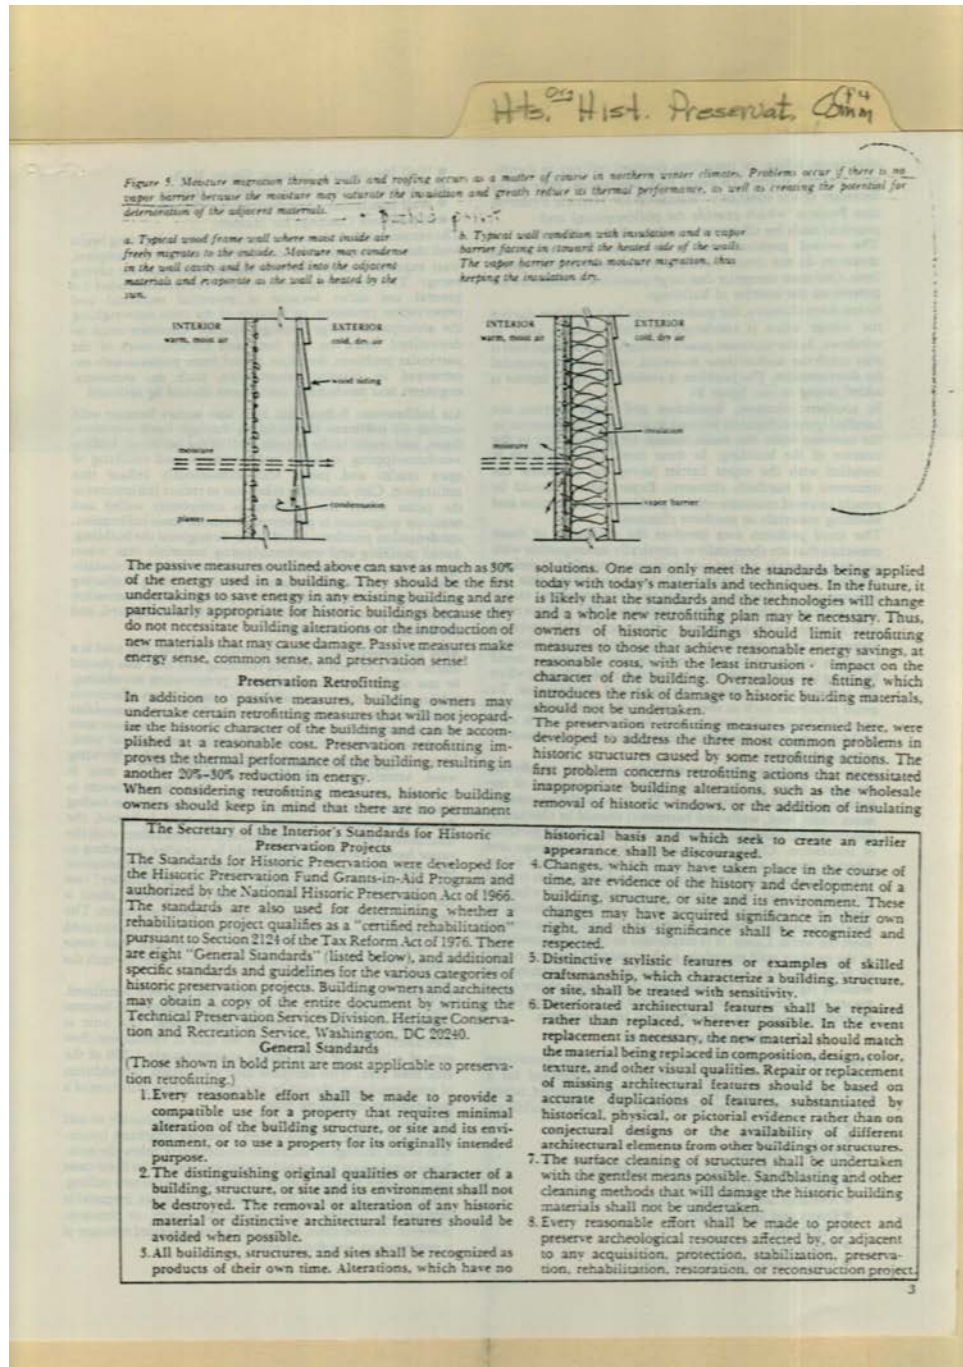 Hts. Org Hist. Preservat. Comm
P4
Figure 5. Moisture migration through walls and roofing occurs as a matter of course in northern winter climates. Problems occur if there is no
vapor barrier because the moisture may saturate the insulation and greatly reduce its thermal performance, as well as creating the potential for
deterioration of the adjacent materials.
a. Typical wood frame wall where moist inside air
freely migrates to the outside. Moisture may condense
in the wall cavity and be absorbed into the adjacent
materials and evaporate as the wall is heated by the
sun.
b. Typical wall condition with insulation and a vapor
barrier facing in (toward the heated side of the wall).
The vapor barrier prevents moisture migration, thus
keeping the insulation dry.
INTERIOR
warm, moist air
EXTERIOR
cold, dry air
wood siding
moisture
condensation
plaster
INTERIOR
warm, moist air
EXTERIOR
cold, dry air
insulation
moisture
vapor barrier
The passive measures outlined above can save as much as 30%
of the energy used in a building. They should be the first
undertakings to save energy in any existing building and are
particularly appropriate for historic buildings because they
do not necessitate building alterations or the introduction of
new materials that may cause damage. Passive measures make
energy sense, common sense, and preservation sense!
Preservation Retrofitting
In addition to passive measures, building owners may
undertake certain retrofitting measures that will not jeopard-
ize the historic character of the building and can be accom-
plished at a reasonable cost. Preservation retrofitting im-
proves the thermal performance of the building, resulting in
another 20%-30% reduction in energy.
When considering retrofitting measures, historic building
owners should keep in mind that there are no permanent
solutions. One can only meet the standards being applied
today with today's materials and techniques. In the future, it
is likely that the standards and the technologies will change
and a whole new retrofitting plan may be necessary. Thus,
owners of historic buildings should limit retrofitting
measures to those that achieve reasonable energy savings, at
reasonable costs, with the least intrusion impact on the
character of the building. Overzealous re fitting, which
introduces the risk of damage to historic building materials,
should not be undertaken.
The preservation retrofitting measures presented here, were
developed to address the three most common problems in
historic structures caused by some retrofitting actions. The
first problem concerns retrofitting actions that necessitated
inappropriate building alterations, such as the wholesale
removal of historic windows, or the addition of insulating
The Secretary of the Interior's Standards for Historic
Preservation Projects
The Standards for Historic Preservation were developed for
the Historic Preservation Fund Grants-in-Aid Program and
authorized by the National Historic Preservation Act of 1966.
The standards are also used for determining whether a
rehabilitation project qualifies as a "certified rehabilitation"
pursuant to Section 2124 of the Tax Reform Act of 1976. There
are eight "General Standards" (listed below), and additional
specific standards and guidelines for the various categories of
historic preservation projects. Building owners and architects
may obtain a copy of the entire document by writing the
Technical Preservation Services Division, Heritage Conserva-
tion and Recreation Service, Washington, DC 20240.
General Standards
(Those shown in bold print are most applicable to preserva-
tion retrofitting.)
1. Every reasonable effort shall be made to provide a
compatible use for a property that requires minimal
alteration of the building structure, or site and its envi-
ronment, or to use a property for its originally intended
purpose.
2. The distinguishing original qualities or character of a
building, structure, or site and its environment shall not
be destroyed. The removal or alteration of any historic
material or distinctive architectural features should be
avoided when possible.
3. All buildings, structures, and sites shall be recognized as
products of their own time. Alterations, which have no
historical basis and which seek to create an earlier
appearance, shall be discouraged.
4. Changes, which may have taken place in the course of
time, are evidence of the history and development of a
building, structure, or site and its environment. These
changes may have acquired significance in their own
right, and this significance shall be recognized and
respected.
5. Distinctive stylistic features or examples of skilled
craftsmanship, which characterize a building, structure,
or site, shall be treated with sensitivity.
6. Deteriorated architectural features shall be repaired
rather than replaced, wherever possible. In the event
replacement is necessary, the new material should match
the material being replaced in composition, design, color,
texture, and other visual qualities. Repair or replacement
of missing architectural features should be based on
accurate duplications of features, substantiated by
historical, physical, or pictorial evidence rather than on
conjectural designs or the availability of different
architectural elements from other buildings or structures.
7. The surface cleaning of structures shall be undertaken
with the gentlest means possible. Sandblasting and other
cleaning methods that will damage the historic building
materials shall not be undertaken.
8. Every reasonable effort shall be made to protect and
preserve archeological resources affected by, or adjacent
to any acquisition, protection, stabilization, preserva-
tion, rehabilitation, restoration, or reconstruction project.
3